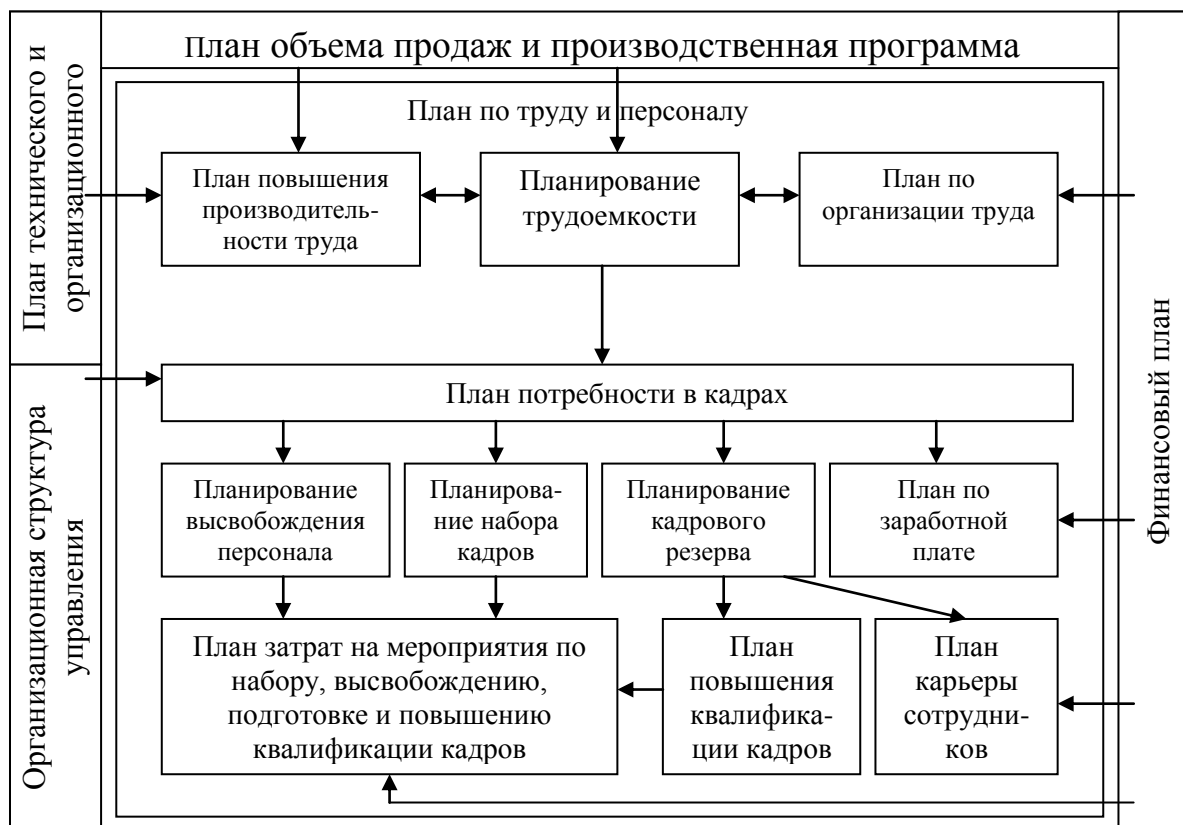 План объема продаж и производственная программа
План технического и
организационного
План по труду и персоналу
План повышения
производитель-
ности труда
Планирование
трудоемкости
План по
организации труда
Финансовый план
Организационная структура
управления
План потребности в кадрах
Планирование
высвобождения
персонала
Планирова-
ние набора
кадров
Планирование
кадрового
резерва
План по
заработной
плате
План затрат на мероприятия по
набору, высвобождению,
подготовке и повышению
квалификации кадров
План
повышения
квалифика-
ции кадров
План
карьеры
сотрудни-
ков